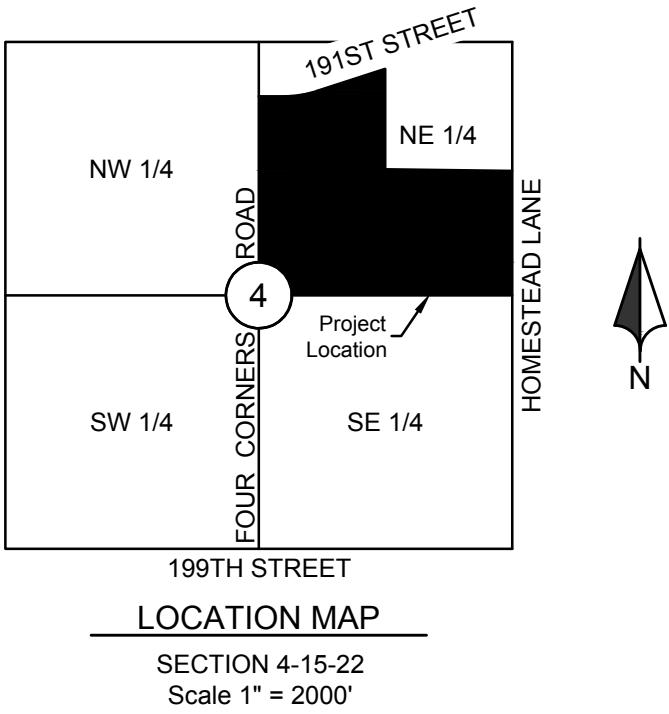 191ST STREET
NW 1/4
NE 1/4
FOUR CORNERS ROAD
HOMESTEAD LANE
4
Project
Location
N
SW 1/4
SE 1/4
199TH STREET
LOCATION MAP
SECTION 4-15-22
Scale 1" = 2000'